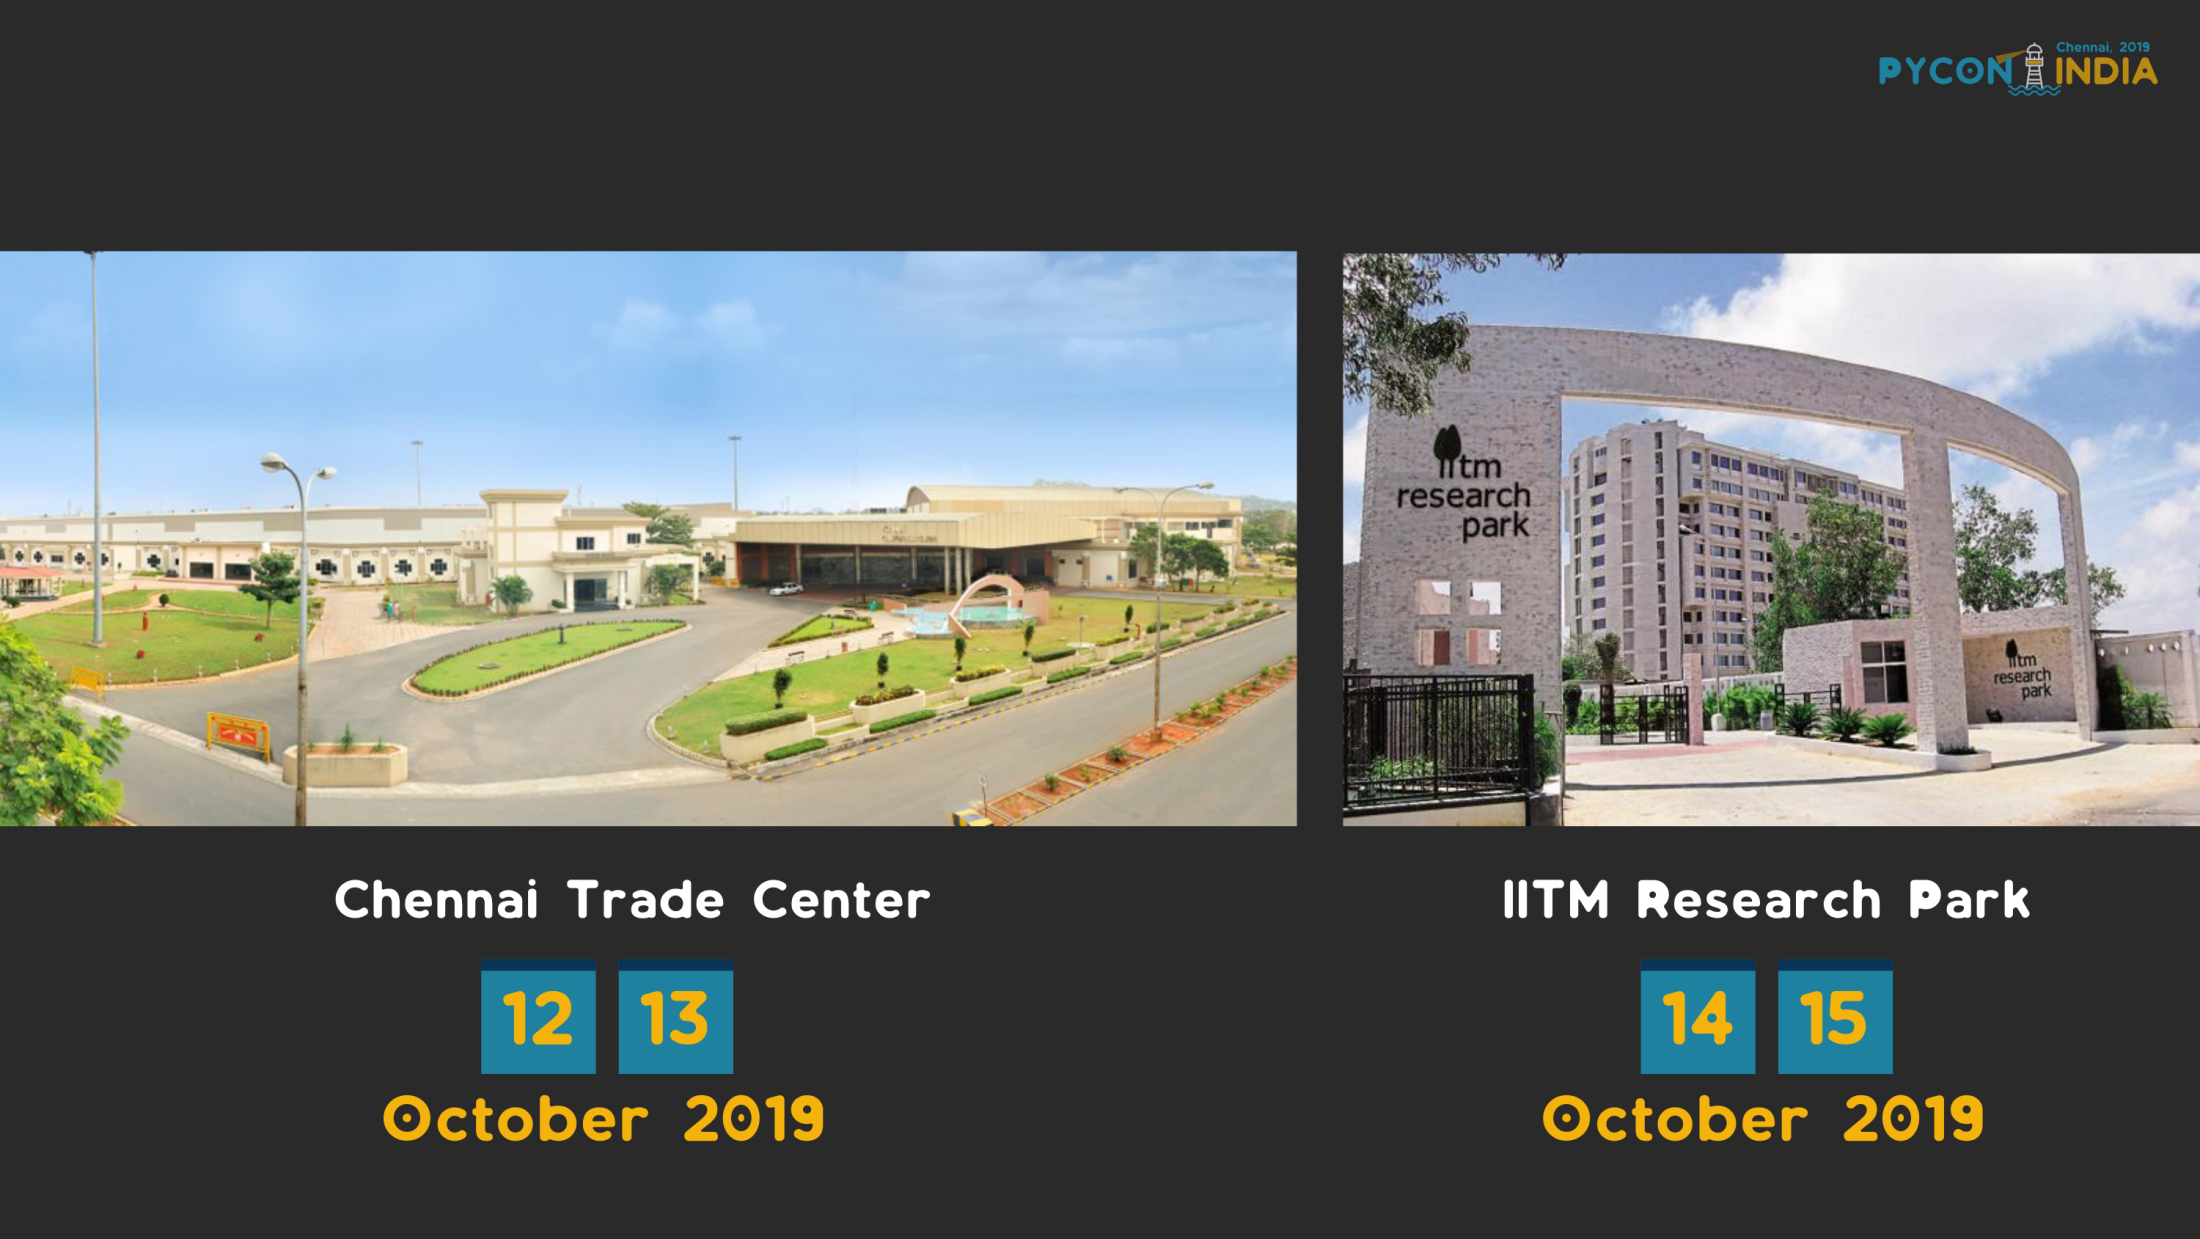 Chennai, 2019
PYCON INDIA
iitm
research
park
iitm
research
park
Chennai Trade Center
12 13
October 2019
IITM Research Park
14 15
October 2019